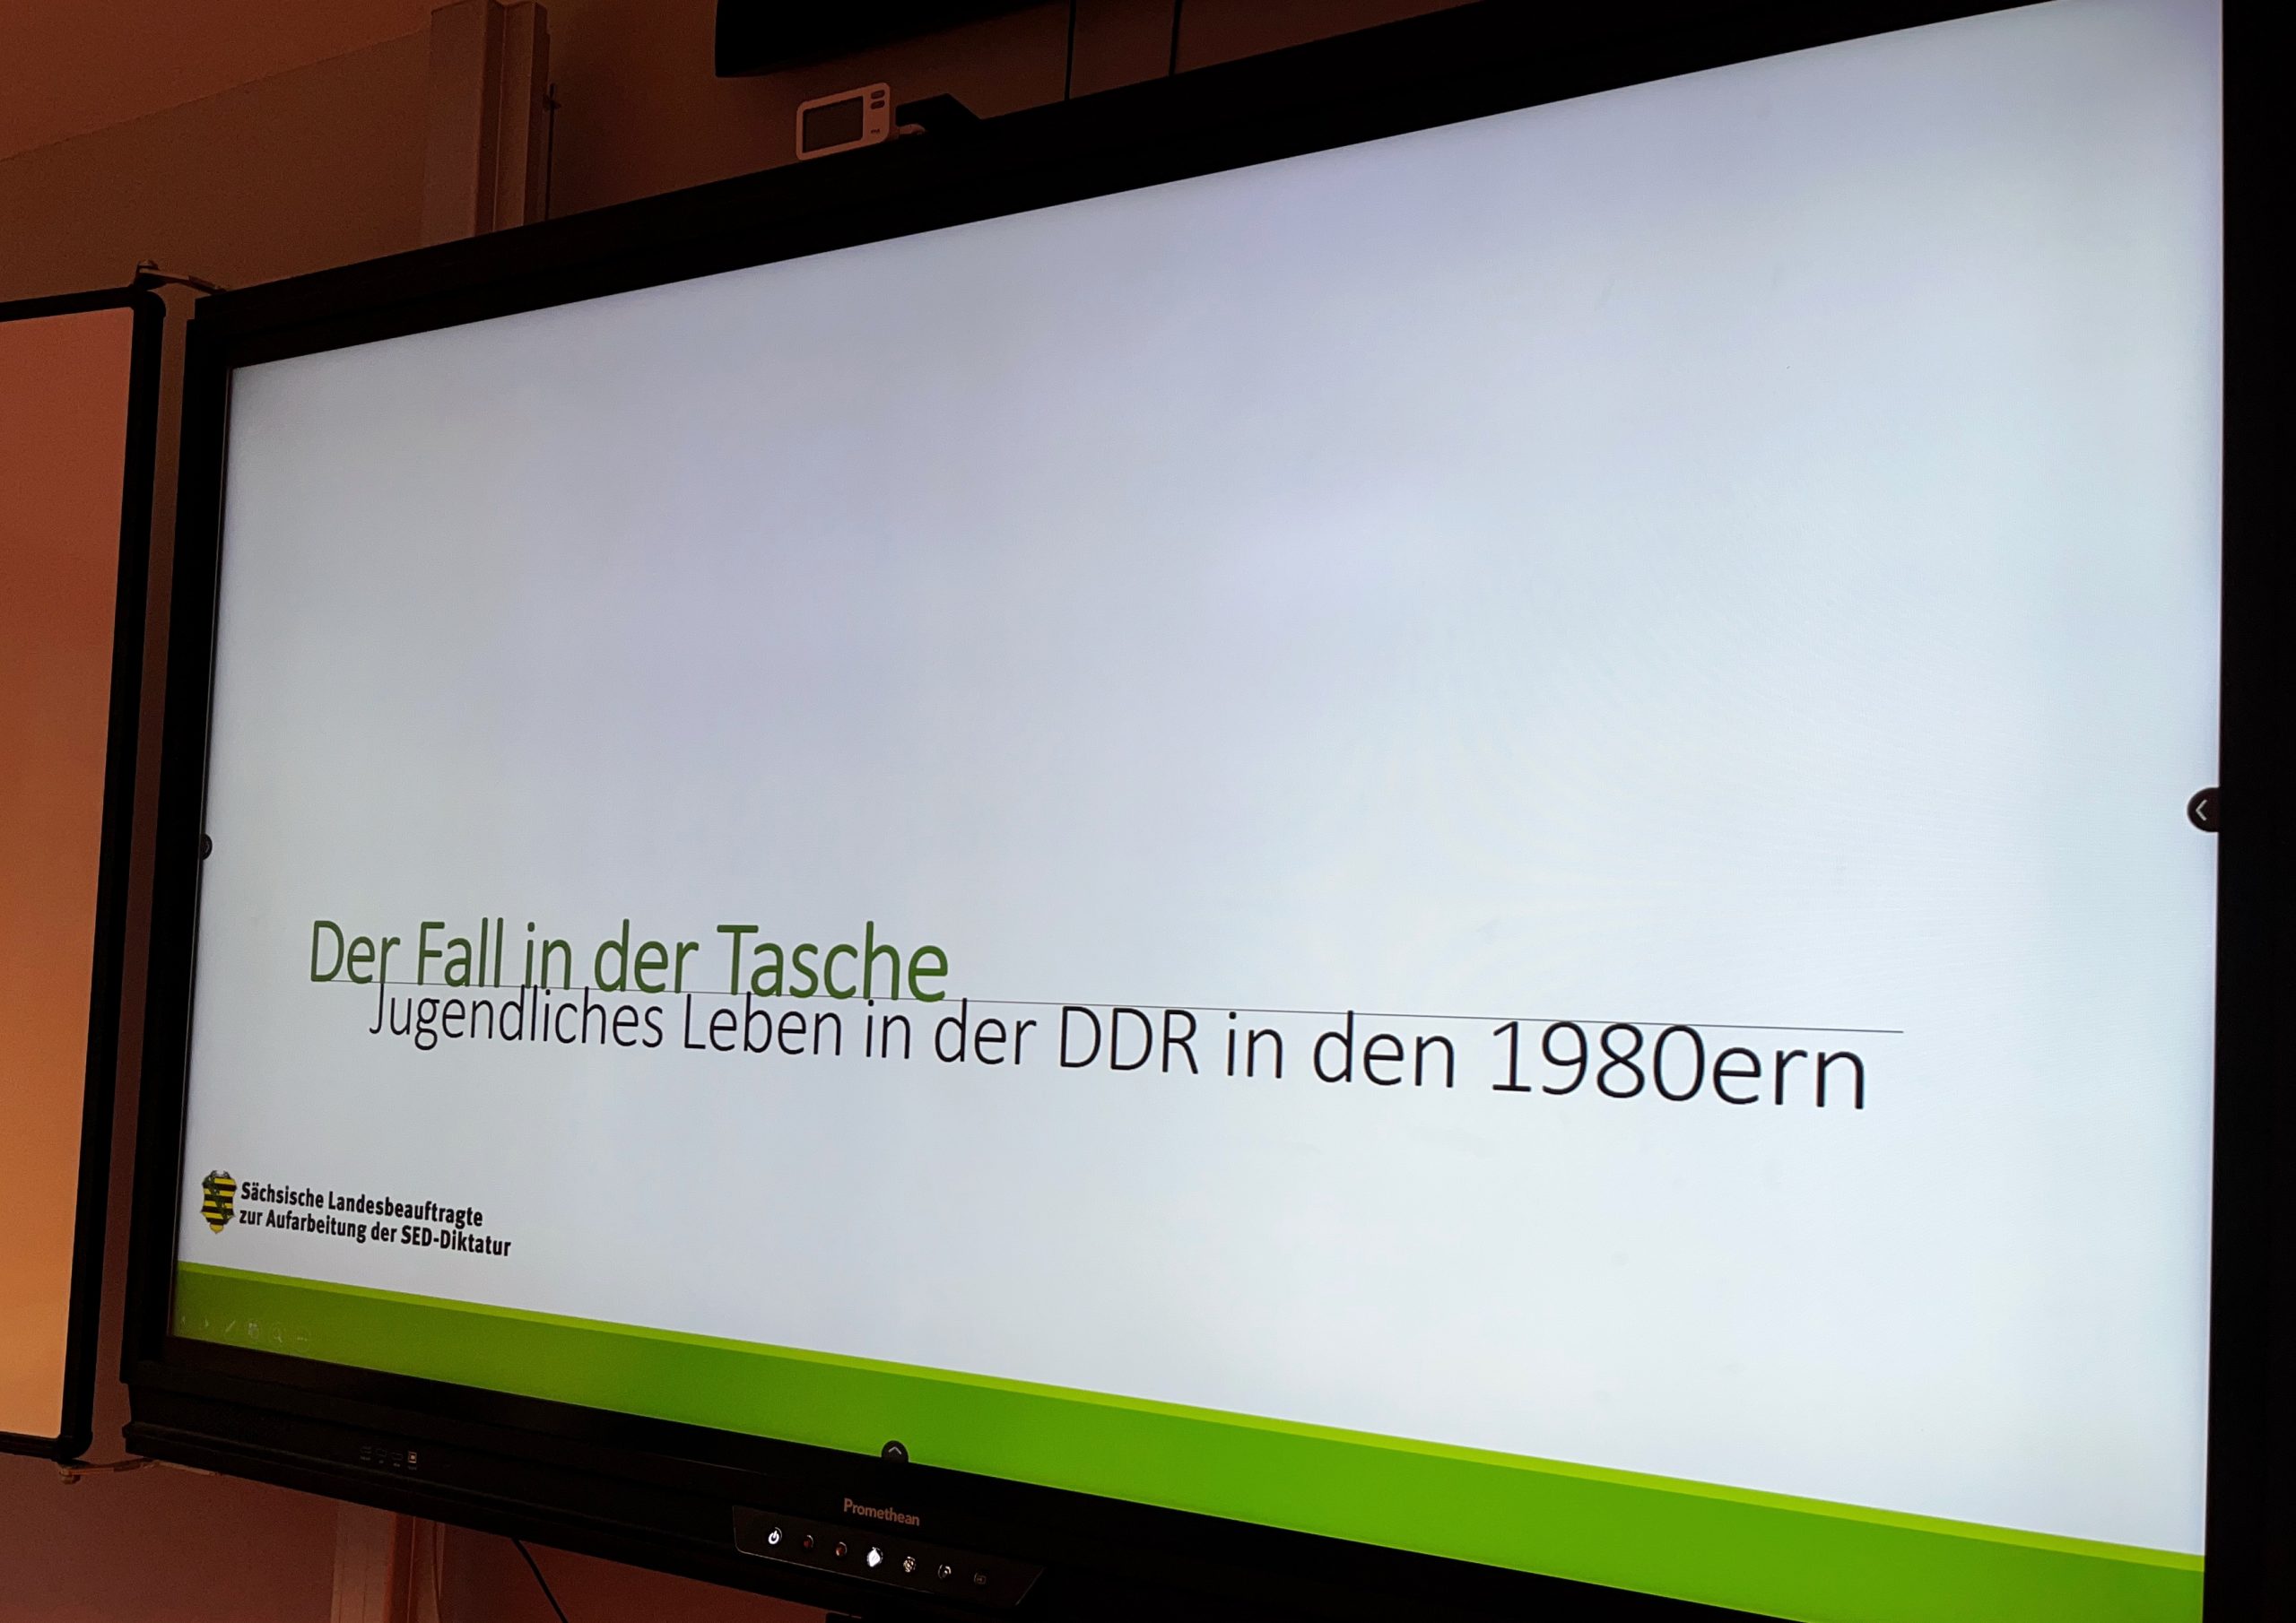 Der Fall in der Tasche
Jugendliches Leben in der DDR in den 1980ern
Sächsische Landesbeauftragte
zur Aufarbeitung der SED-Diktatur
Promethean